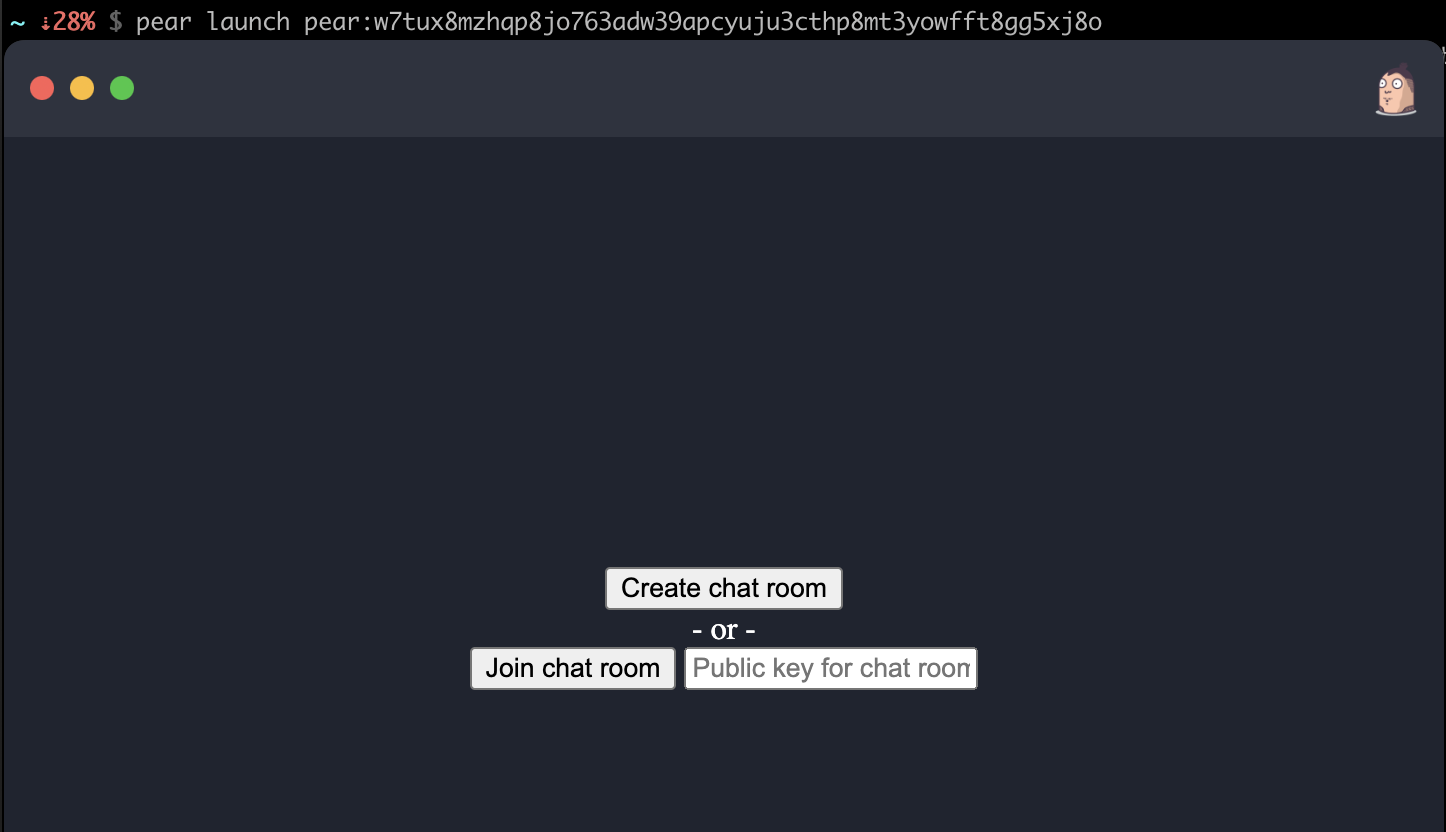 ~ ⇣28% $ pear launch pear:w7tux8mzhqp8jo763adw39apcyuju3cthp8mt3yowfft8gg5xj8o
Create chat room
- or -
Join chat room Public key for chat room